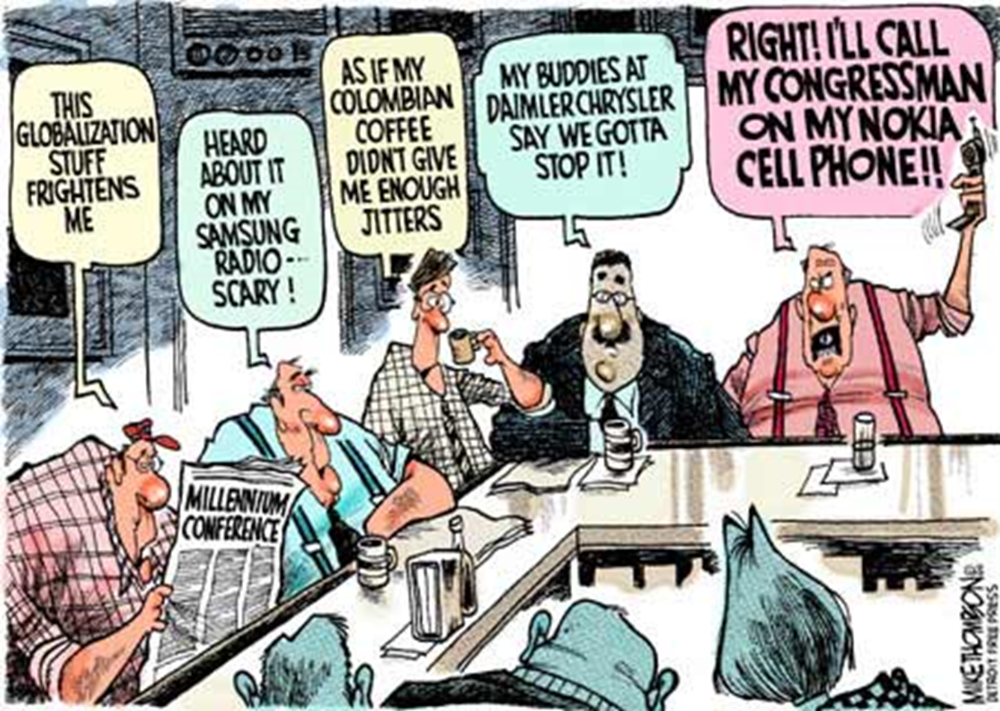 THIS
GLOBALIZATION
STUFF
FRIGHTENS
ME
HEARD
ABOUT IT
ON MY
SAMSUNG
RADIO --
SCARY!
AS IF MY
COLOMBIAN
COFFEE
DIDN'T GIVE
ME ENOUGH
JITTERS
MY BUDDIES AT
DAIMLERCHRYSLER
SAY WE GOTTA
STOP IT!
RIGHT! I'LL CALL
MY CONGRESSMAN
ON MY NOKIA
CELL PHONE!!
MILLENNIUM
CONFERENCE
MIKE THOMPSON
DETROIT FREE PRESS